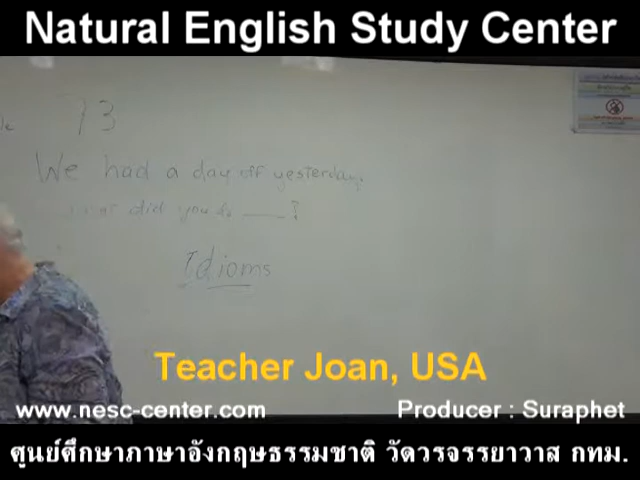 Natural English Study Center
73
We had a day off yesterday.
did you ?
Idioms
Teacher Joan, USA
www.nesc-center.com
Producer : Suraphet
ศูนย์ศึกษาภาษาอังกฤษธรรมชาติ วัดวรจรรยาวาส กทม.